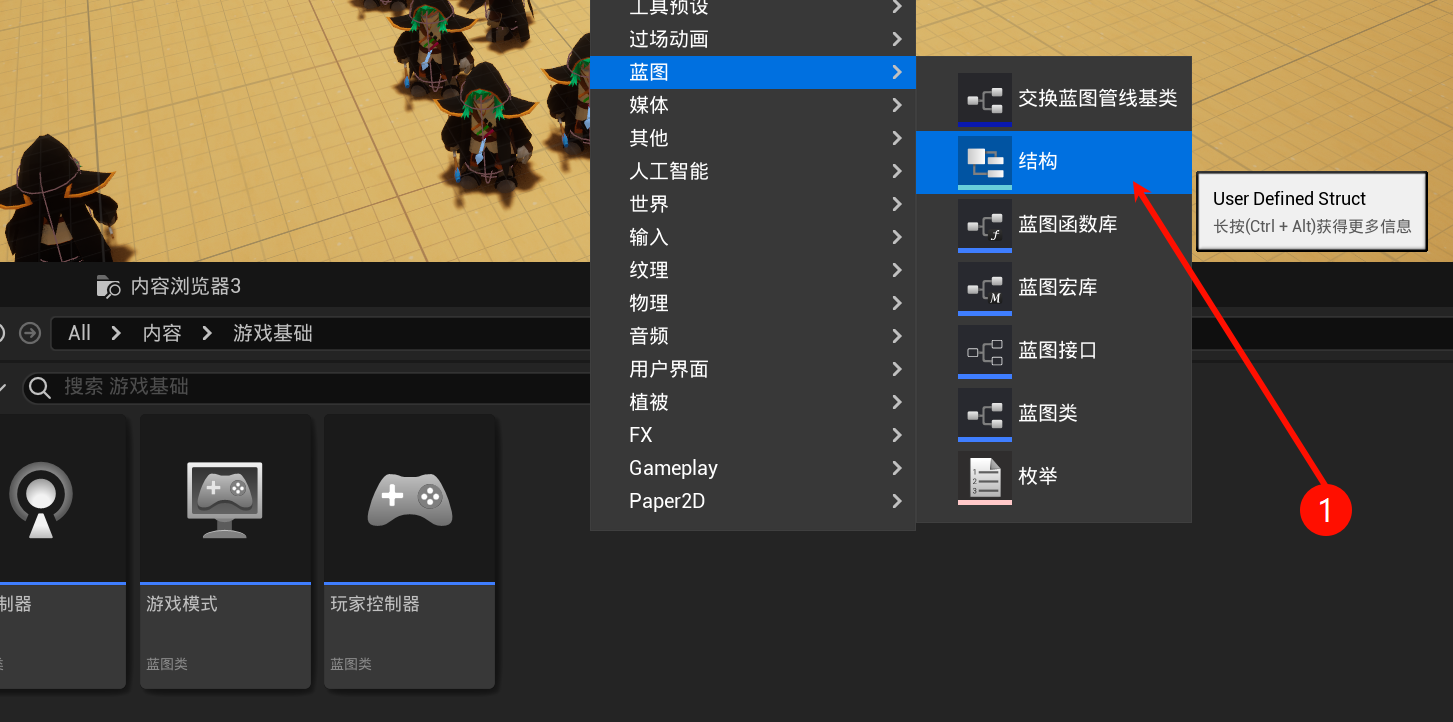 工具预设
过场动画
蓝图
媒体
其他
人工智能
世界
输入
纹理
物理
音频
用户界面
植被
FX
Gameplay
Paper2D
交换蓝图管线基类
结构
蓝图函数库
蓝图宏库
蓝图接口
蓝图类
枚举
User Defined Struct
长按(Ctrl + Alt)获得更多信息
1
内容浏览器3
All 内容 游戏基础
搜索 游戏基础
制器
游戏模式
蓝图类
玩家控制器
蓝图类